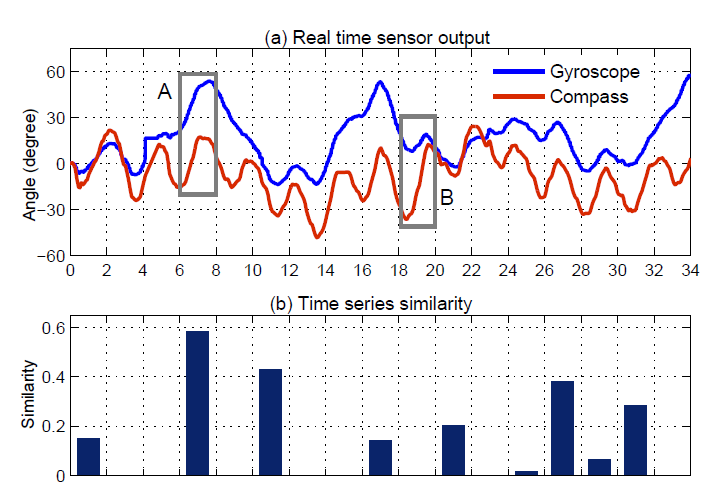 (a) Real time sensor output
60
30
0
−30
−60
Angle (degree)
A
B
Gyroscope
Compass
0 2 4 6 8 10 12 14 16 18 20 22 24 26 28 30 32 34
(b) Time series similarity
0.6
0.4
0.2
0
Similarity